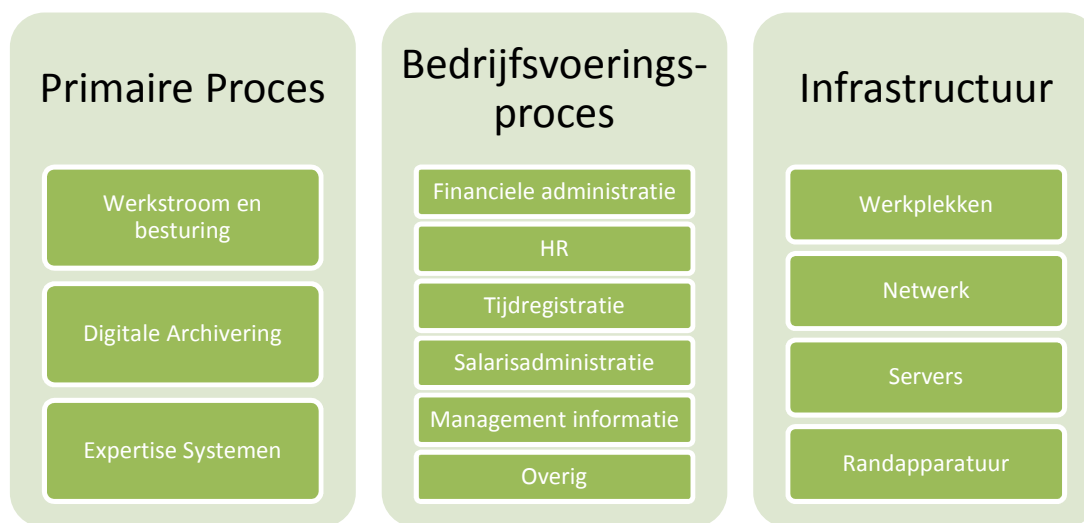 Primaire Proces
Werkstroom en
besturing
Digitale Archivering
Expertise Systemen
Bedrijfsvoerings-
proces
Financiele administratie
HR
Tijdregistratie
Salarisadministratie
Management informatie
Overig
Infrastructuur
Werkplekken
Netwerk
Servers
Randapparatuur